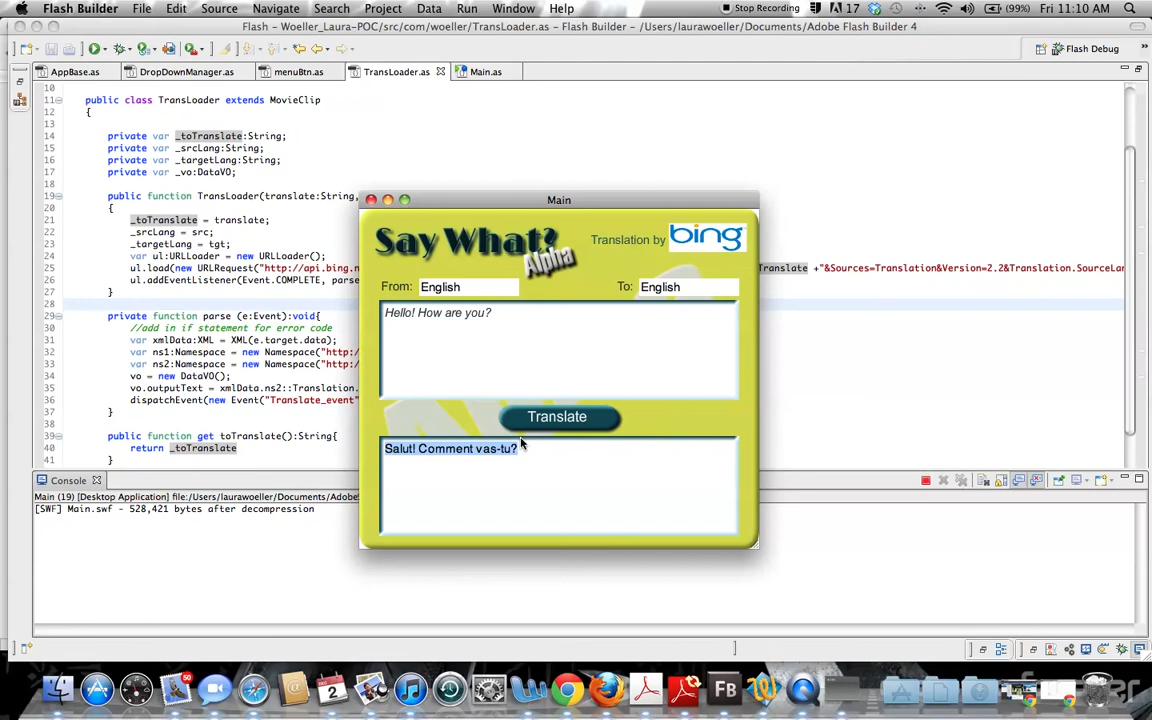 Flash Builder File Edit Source Navigate Search Project Data Run Window Help Stop Recording 17 (99%) Fri 11:10 AM
Flash – Woeller_Laura-POC/src/com/woeller/TransLoader.as – Flash Builder – /Users/laurawoeller/Documents/Adobe Flash Builder 4
Flash Debug
AppBase.as DropDownManager.as menuBtn.as TransLoader.as Main.as
10
11 public class TransLoader extends MovieClip
12 {
13
14 private var _toTranslate:String;
15 private var _srcLang:String;
16 private var _targetLang:String;
17 private var _vo:DataVO;
18
19 public function TransLoader(translate:String,
20 {
21 _toTranslate = translate;
22 _srcLang = src;
23 _targetLang = tgt;
24 var ul:URLLoader = new URLLoader();
25 ul.load(new URLRequest("http://api.bing.n Translate +"&Sources=Translation&Version=2.2&Translation.SourceLan
26 ul.addEventListener(Event.COMPLETE, parse
27 }
28
29 private function parse (e:Event):void{
30 //add in if statement for error code
31 var xmlData:XML = XML(e.target.data);
32 var ns1:Namespace = new Namespace("http:/
33 var ns2:Namespace = new Namespace("http:/
34 vo = new DataVO();
35 vo.outputText = xmlData.ns2::Translation.
36 dispatchEvent(new Event("Translate_event"
37 }
38
39 public function get toTranslate():String{
40 return _toTranslate
41 }
Main
Say What?
Alpha
Translation by bing
From: English To: English
Hello! How are you?
Translate
Salut! Comment vas-tu?
Console
Main (19) [Desktop Application] file:/Users/laurawoeller/Documents/Adobe
[SWF] Main.swf - 528,421 bytes after decompression
50
2
FB